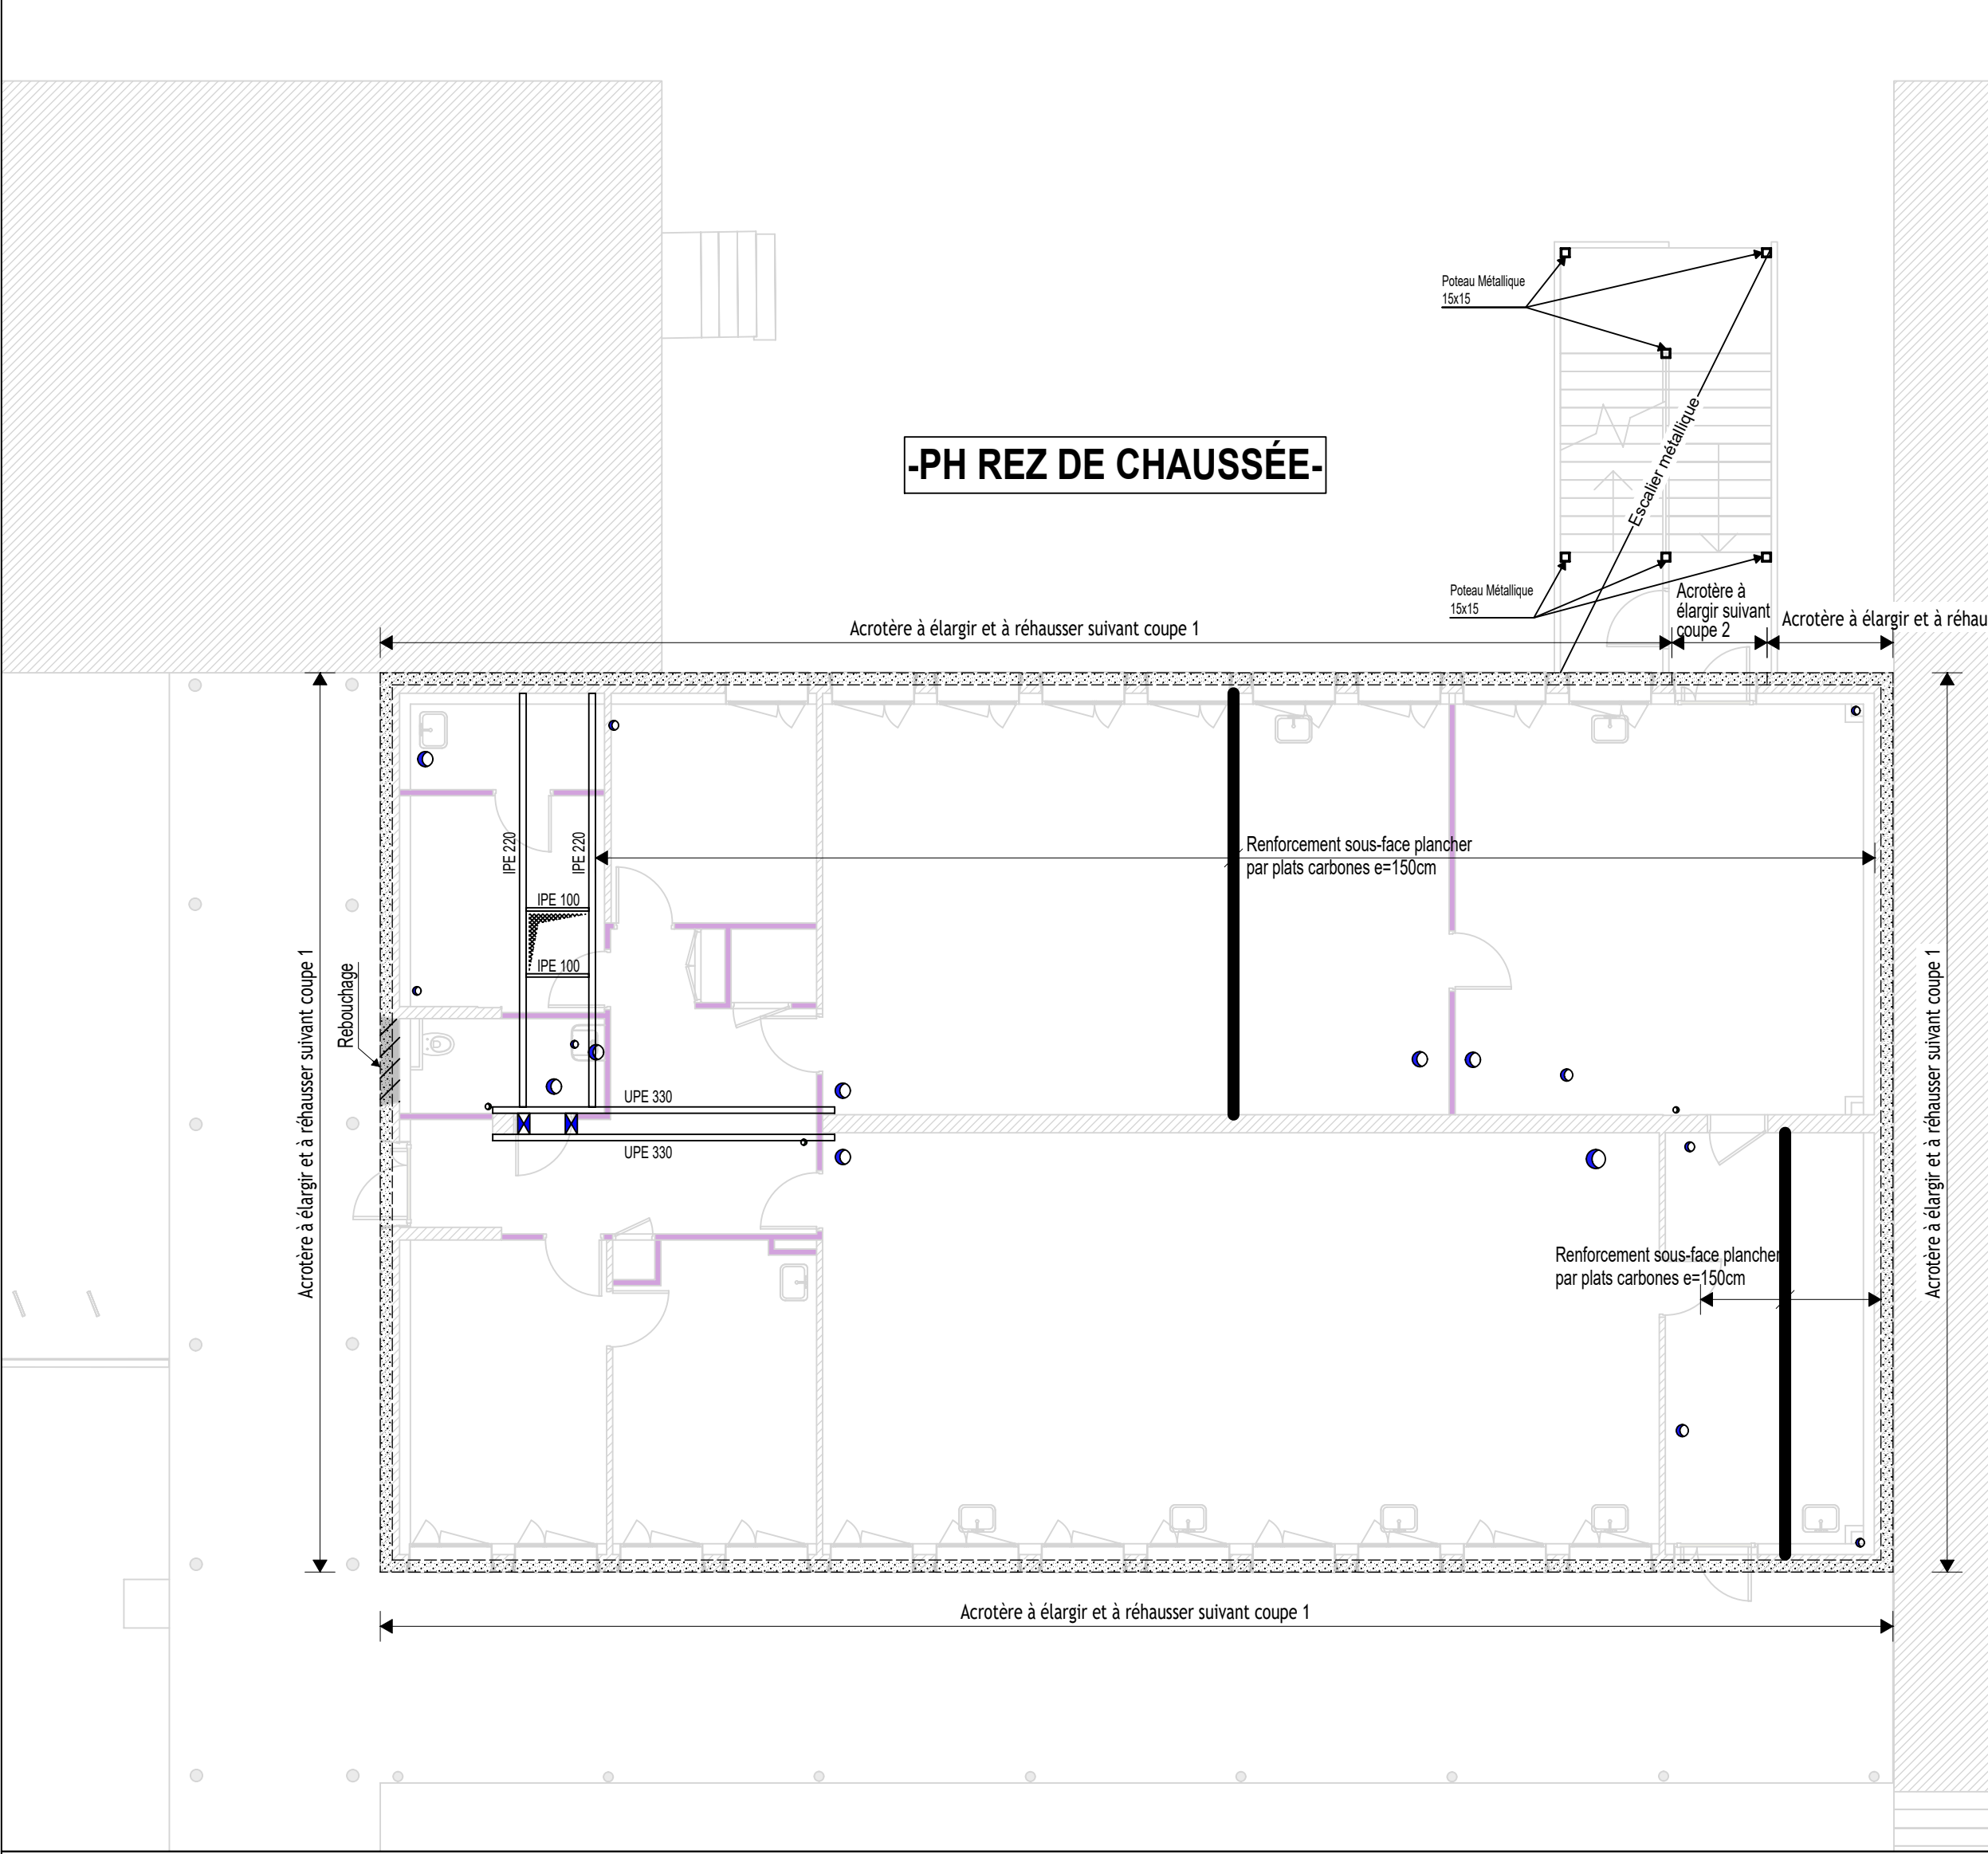 Poteau Métallique
15x15
Escalier métallique
-PH REZ DE CHAUSSÉE-
Poteau Métallique
15x15
Acrotère à
élargir suivant
coupe 2
Acrotère à élargir et à réhau
Acrotère à élargir et à réhausser suivant coupe 1
IPE 220
IPE 220
Renforcement sous-face plancher
par plats carbones e=150cm
IPE 100
IPE 100
Rebouchage
Acrotère à élargir et à réhausser suivant coupe 1
Acrotère à élargir et à réhausser suivant coupe 1
UPE 330
UPE 330
Renforcement sous-face plancher
par plats carbones e=150cm
Acrotère à élargir et à réhausser suivant coupe 1